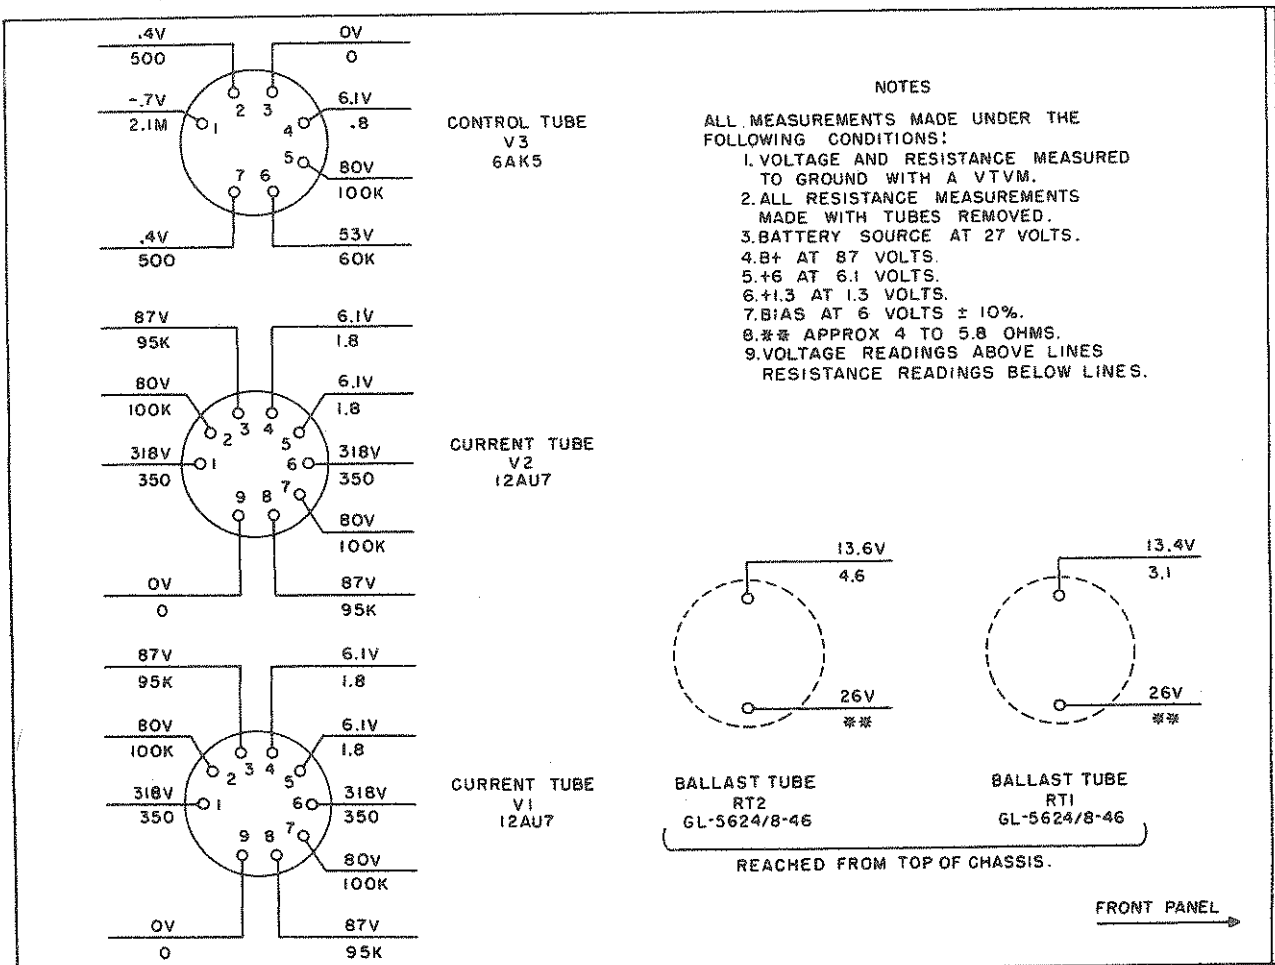 .4V
500
0V
0
-.7V
2.1M
6.1V
.8
80V
100K
.4V
500
53V
60K
1
2
3
4
5
6
7
CONTROL TUBE
V3
6AK5
NOTES
ALL MEASUREMENTS MADE UNDER THE
FOLLOWING CONDITIONS:
1. VOLTAGE AND RESISTANCE MEASURED
TO GROUND WITH A VTVM.
2. ALL RESISTANCE MEASUREMENTS
MADE WITH TUBES REMOVED.
3. BATTERY SOURCE AT 27 VOLTS.
4. B+ AT 87 VOLTS.
5. +6 AT 6.1 VOLTS.
6. +1.3 AT 1.3 VOLTS.
7. BIAS AT 6 VOLTS ± 10%.
8. ** APPROX 4 TO 5.8 OHMS.
9. VOLTAGE READINGS ABOVE LINES
RESISTANCE READINGS BELOW LINES.
87V
95K
6.1V
1.8
80V
100K
6.1V
1.8
318V
350
318V
350
80V
100K
0V
0
87V
95K
1
2
3
4
5
6
7
8
9
CURRENT TUBE
V2
12AU7
87V
95K
6.1V
1.8
80V
100K
6.1V
1.8
318V
350
318V
350
80V
100K
0V
0
87V
95K
1
2
3
4
5
6
7
8
9
CURRENT TUBE
V1
12AU7
13.6V
4.6
26V
**
BALLAST TUBE
RT2
GL-5624/8-46
13.4V
3.1
26V
**
BALLAST TUBE
RT1
GL-5624/8-46
REACHED FROM TOP OF CHASSIS.
FRONT PANEL